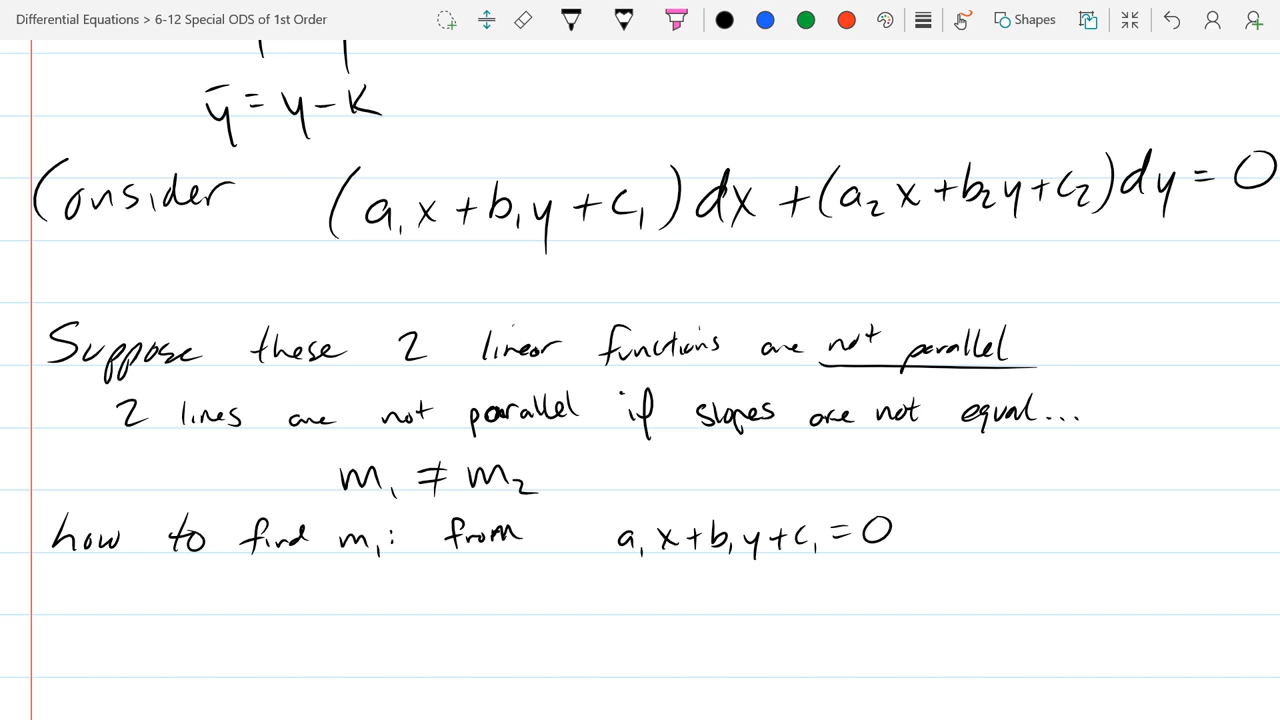 Differential Equations > 6-12 Special ODS of 1st Order
Shapes
ȳ = y - k
Consider (a₁x + b₁y + c₁)dx + (a₂x + b₂y + c₂)dy = 0
Suppose these 2 linear functions are not parallel
2 lines are not parallel if slopes are not equal...
m₁ ≠ m₂
how to find m₁: from a₁x + b₁y + c₁ = 0